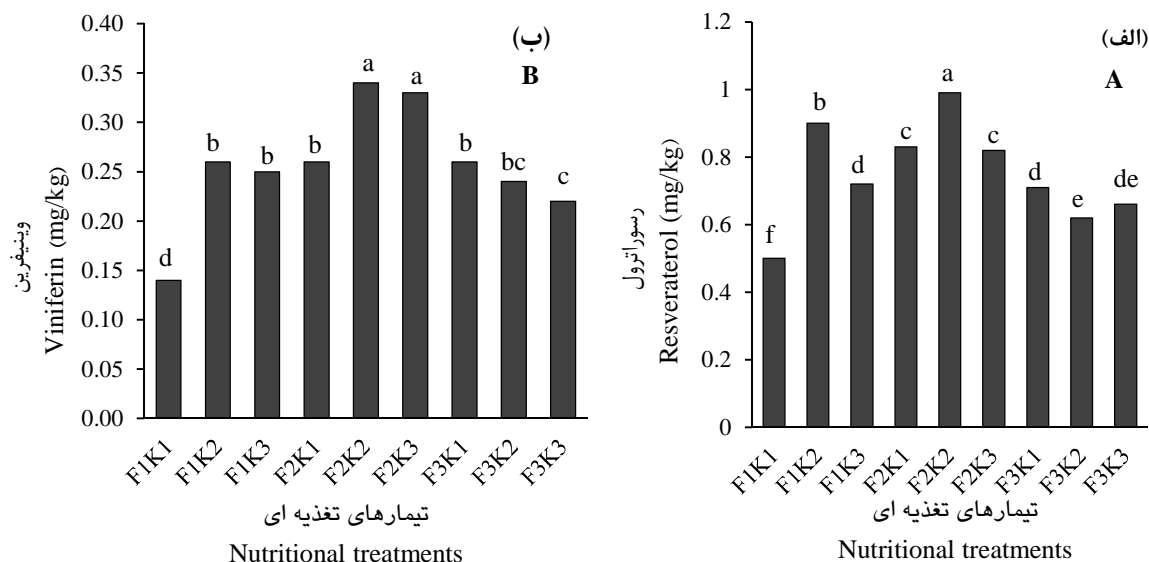 (ب)
B
وینیفرین
Viniferin (mg/kg)
0.40
0.35
0.30
0.25
0.20
0.15
0.10
0.05
0.00
d
b
b
b
a
a
b
bc
c
F1K1
F1K2
F1K3
F2K1
F2K2
F2K3
F3K1
F3K2
F3K3
تیمارهای تغذیه ای
Nutritional treatments
(الف)
A
رسوراترول
Resveraterol (mg/kg)
1.2
1
0.8
0.6
0.4
0.2
0
f
b
d
c
a
c
d
e
de
F1K1
F1K2
F1K3
F2K1
F2K2
F2K3
F3K1
F3K2
F3K3
تیمارهای تغذیه ای
Nutritional treatments